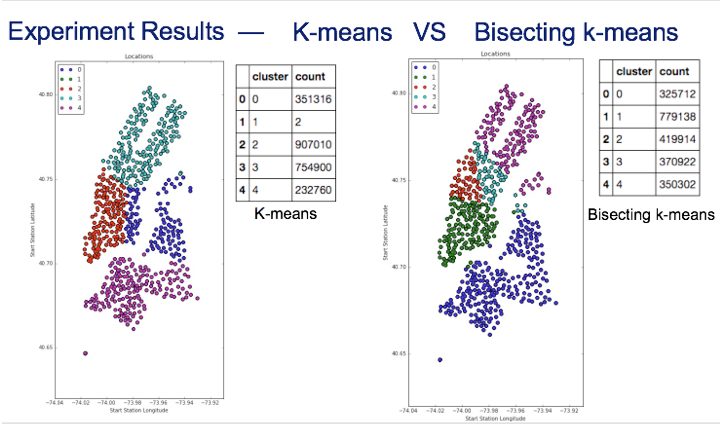 Experiment Results — K-means VS Bisecting k-means
Locations
0
1
2
3
4
40.80
40.75
40.70
40.65
Start Station Latitude
−74.04 −74.02 −74.00 −73.98 −73.96 −73.94 −73.92
Start Station Longitude
cluster count
0 0 351316
1 1 2
2 2 907010
3 3 754900
4 4 232760
K-means
Locations
0
1
2
3
4
40.80
40.75
40.70
40.65
Start Station Latitude
−74.04 −74.02 −74.00 −73.98 −73.96 −73.94 −73.92
Start Station Longitude
cluster count
0 0 325712
1 1 779138
2 2 419914
3 3 370922
4 4 350302
Bisecting k-means